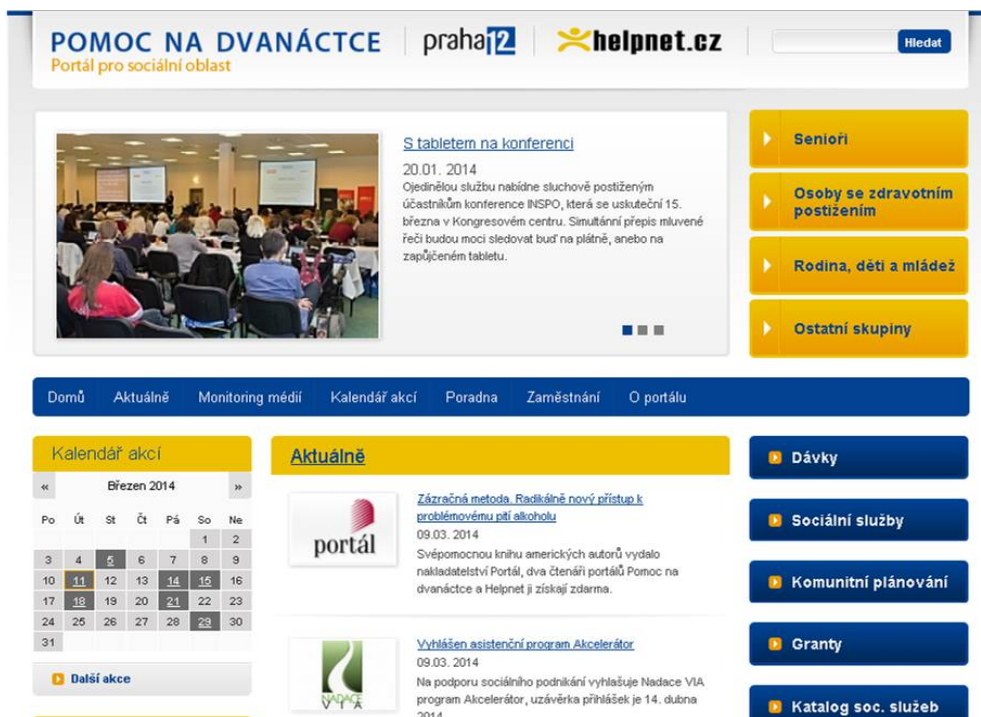 POMOC NA DVANÁCTCE
Portál pro sociální oblast
praha12
helpnet.cz
Hledat
S tabletem na konferenci
20.01. 2014
Ojedinělou službu nabídne sluchově postiženým
účastníkům konference INSPO, která se uskuteční 15.
března v Kongresovém centru. Simultánní přepis mluvené
řeči budou moci sledovat buď na plátně, anebo na
zapůjčeném tabletu.
Senioři
Osoby se zdravotním
postižením
Rodina, děti a mládež
Ostatní skupiny
Domů Aktuálně Monitoring médií Kalendář akcí Poradna Zaměstnání O portálu
Kalendář akcí
« Březen 2014 »
Po Út St Čt Pá So Ne
1 2
3 4 5 6 7 8 9
10 11 12 13 14 15 16
17 18 19 20 21 22 23
24 25 26 27 28 29 30
31
Další akce
Aktuálně
portál
Zázračná metoda. Radikálně nový přístup k
problémovému pití alkoholu
09.03. 2014
Svépomocnou knihu amerických autorů vydalo
nakladatelství Portál, dva čtenáři portálů Pomoc na
dvanáctce a Helpnet ji získají zdarma.
NADACE
VIA
Vyhlášen asistenční program Akcelerátor
09.03. 2014
Na podporu sociálního podnikání vyhlašuje Nadace VIA
program Akcelerátor, uzávěrka přihlášek je 14. dubna
2014
Dávky
Sociální služby
Komunitní plánování
Granty
Katalog soc. služeb